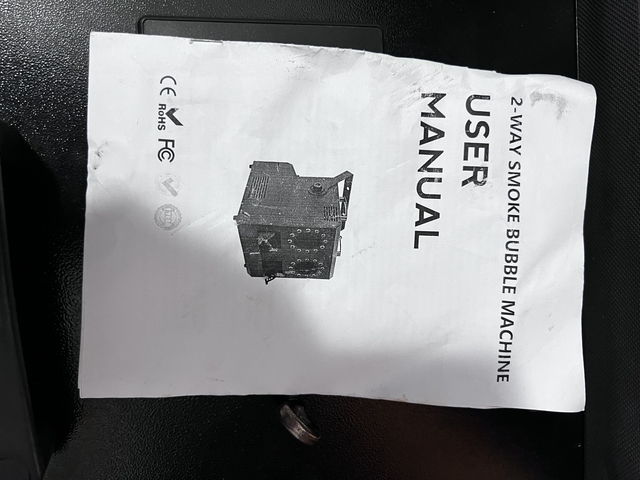 2-WAY SMOKE BUBBLE MACHINE
USER
MANUAL
CE RoHS FC